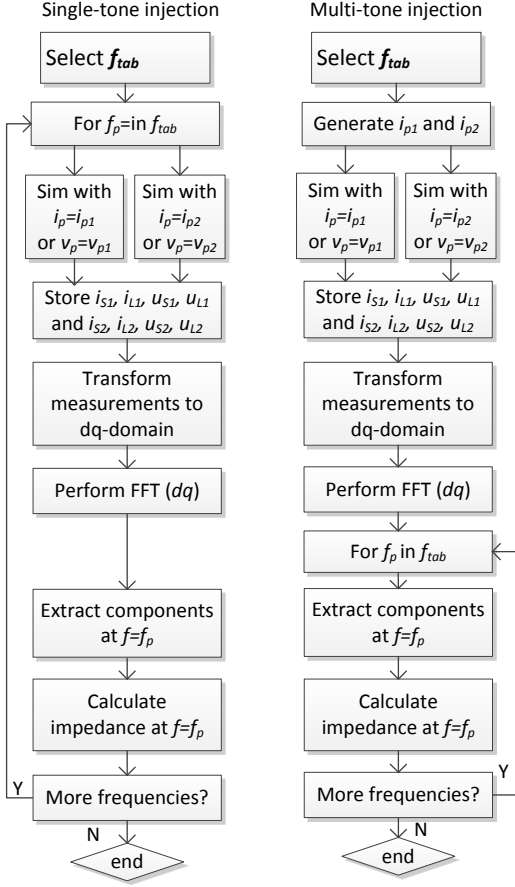 Single-tone injection
Select f_tab
For f_p=in f_tab
Sim with
i_p=i_p1
or v_p=v_p1
Sim with
i_p=i_p2
or v_p=v_p2
Store i_S1, i_L1, u_S1, u_L1
and i_S2, i_L2, u_S2, u_L2
Transform
measurements to
dq-domain
Perform FFT (dq)
Extract components
at f=f_p
Calculate
impedance at f=f_p
More frequencies?
Y
N
end
Multi-tone injection
Select f_tab
Generate i_p1 and i_p2
Sim with
i_p=i_p1
or v_p=v_p1
Sim with
i_p=i_p2
or v_p=v_p2
Store i_S1, i_L1, u_S1, u_L1
and i_S2, i_L2, u_S2, u_L2
Transform
measurements to
dq-domain
Perform FFT (dq)
For f_p in f_tab
Extract components
at f=f_p
Calculate
impedance at f=f_p
More frequencies?
Y
N
end